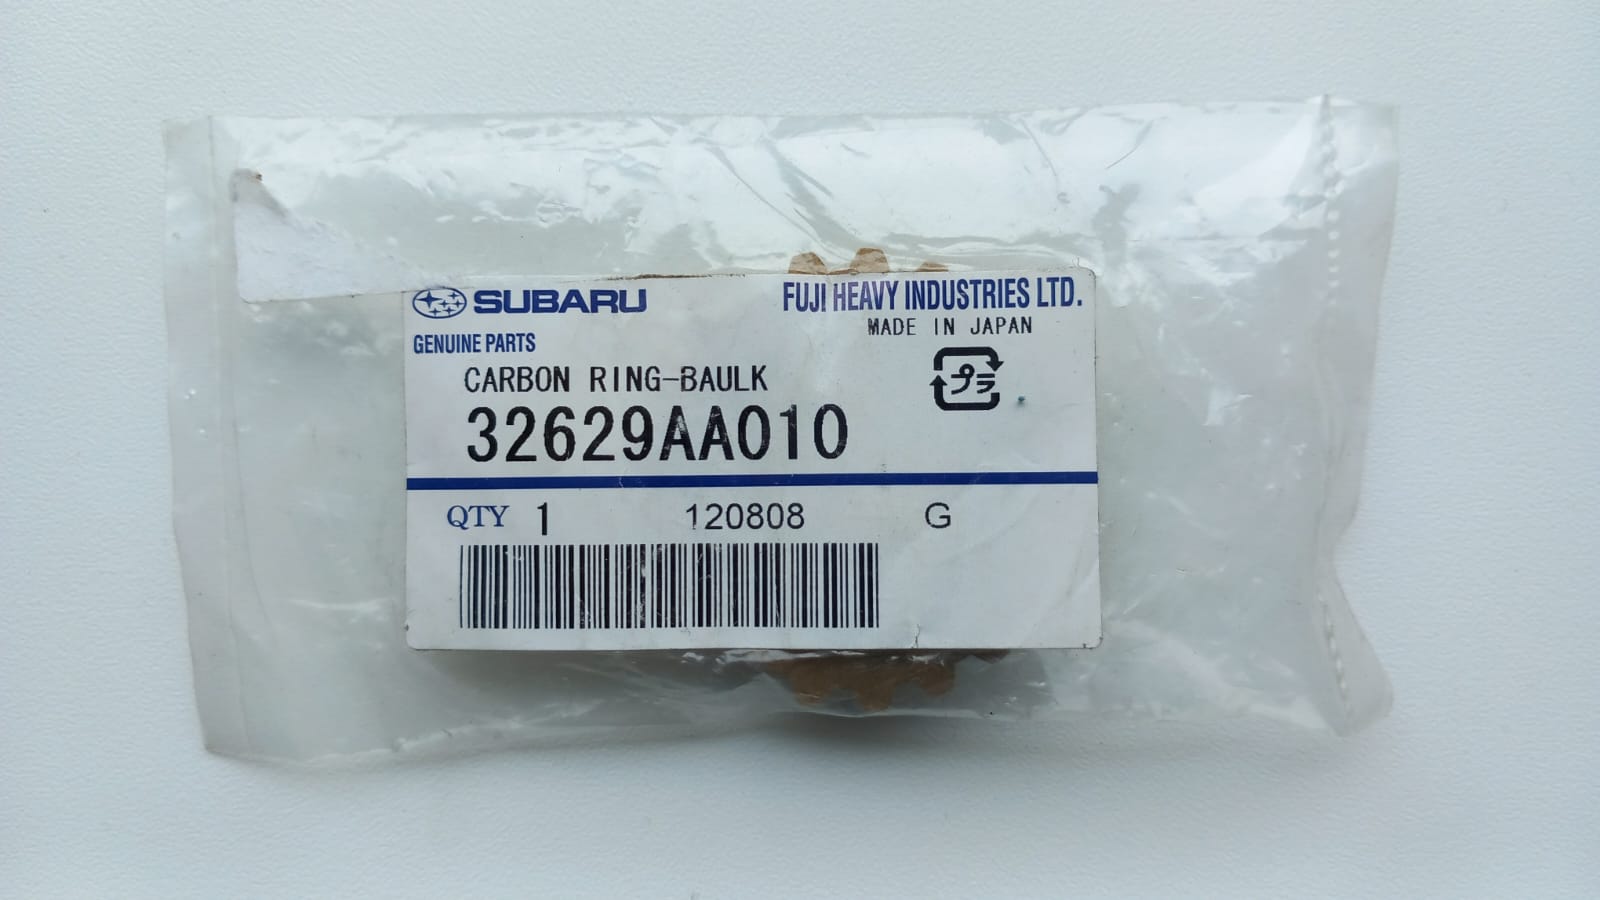 SUBARU
FUJI HEAVY INDUSTRIES LTD.
MADE IN JAPAN
GENUINE PARTS
プラ
CARBON RING-BAULK
32629AA010
QTY 1 120808 G